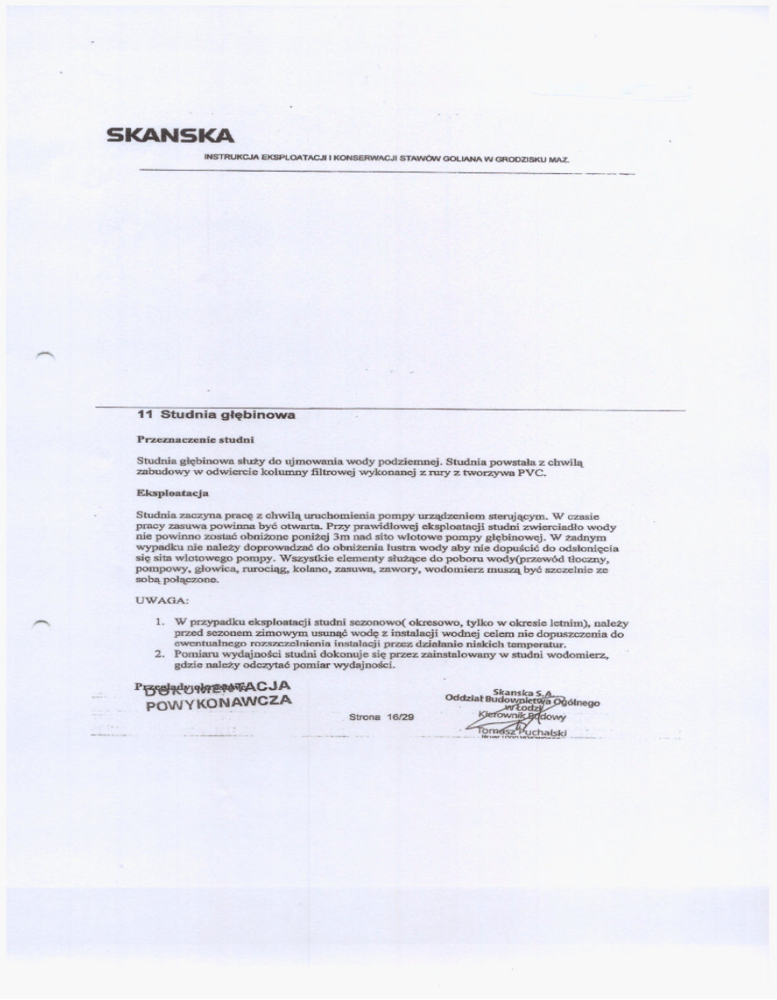 SKANSKA
INSTRUKCJA EKSPLOATACJI I KONSERWACJI STAWÓW GOLIANA W GRODZISKU MAZ.
11 Studnia głębinowa
Przeznaczenie studni
Studnia głębinowa służy do ujmowania wody podziemnej. Studnia powstała z chwilą
zabudowy w odwiercie kolumny filtrowej wykonanej z rury z tworzywa PVC.
Eksploatacja
Studnia zaczyna pracę z chwilą uruchomienia pompy urządzeniem sterującym. W czasie
pracy zasuwa powinna być otwarta. Przy prawidłowej eksploatacji studni zwierciadło wody
nie powinno zostać obniżone poniżej 3m nad sito wlotowe pompy głębinowej. W żadnym
wypadku nie należy doprowadzać do obniżenia lustra wody aby nie dopuścić do odsłonięcia
się sita wlotowego pompy. Wszystkie elementy służące do poboru wody(przewód tłoczny,
pompowy, głowica, rurociąg, kolano, zasuwa, zawory, wodomierz muszą być szczelnie ze
sobą połączone.
UWAGA:
1. W przypadku eksploatacji studni sezonowo( okresowo, tylko w okresie letnim), należy
przed sezonem zimowym usunąć wodę z instalacji wodnej celem nie dopuszczenia do
ewentualnego rozszczelnienia instalacji przez działanie niskich temperatur.
2. Pomiaru wydajności studni dokonuje się przez zainstalowany w studni wodomierz,
gdzie należy odczytać pomiar wydajności.
DOKUMENTACJA
POWYKONAWCZA
Strona 16/29
Skanska S.A.
Oddział Budownictwa Ogólnego
w Łodzi
Kierownik Budowy
Tomasz Puchalski